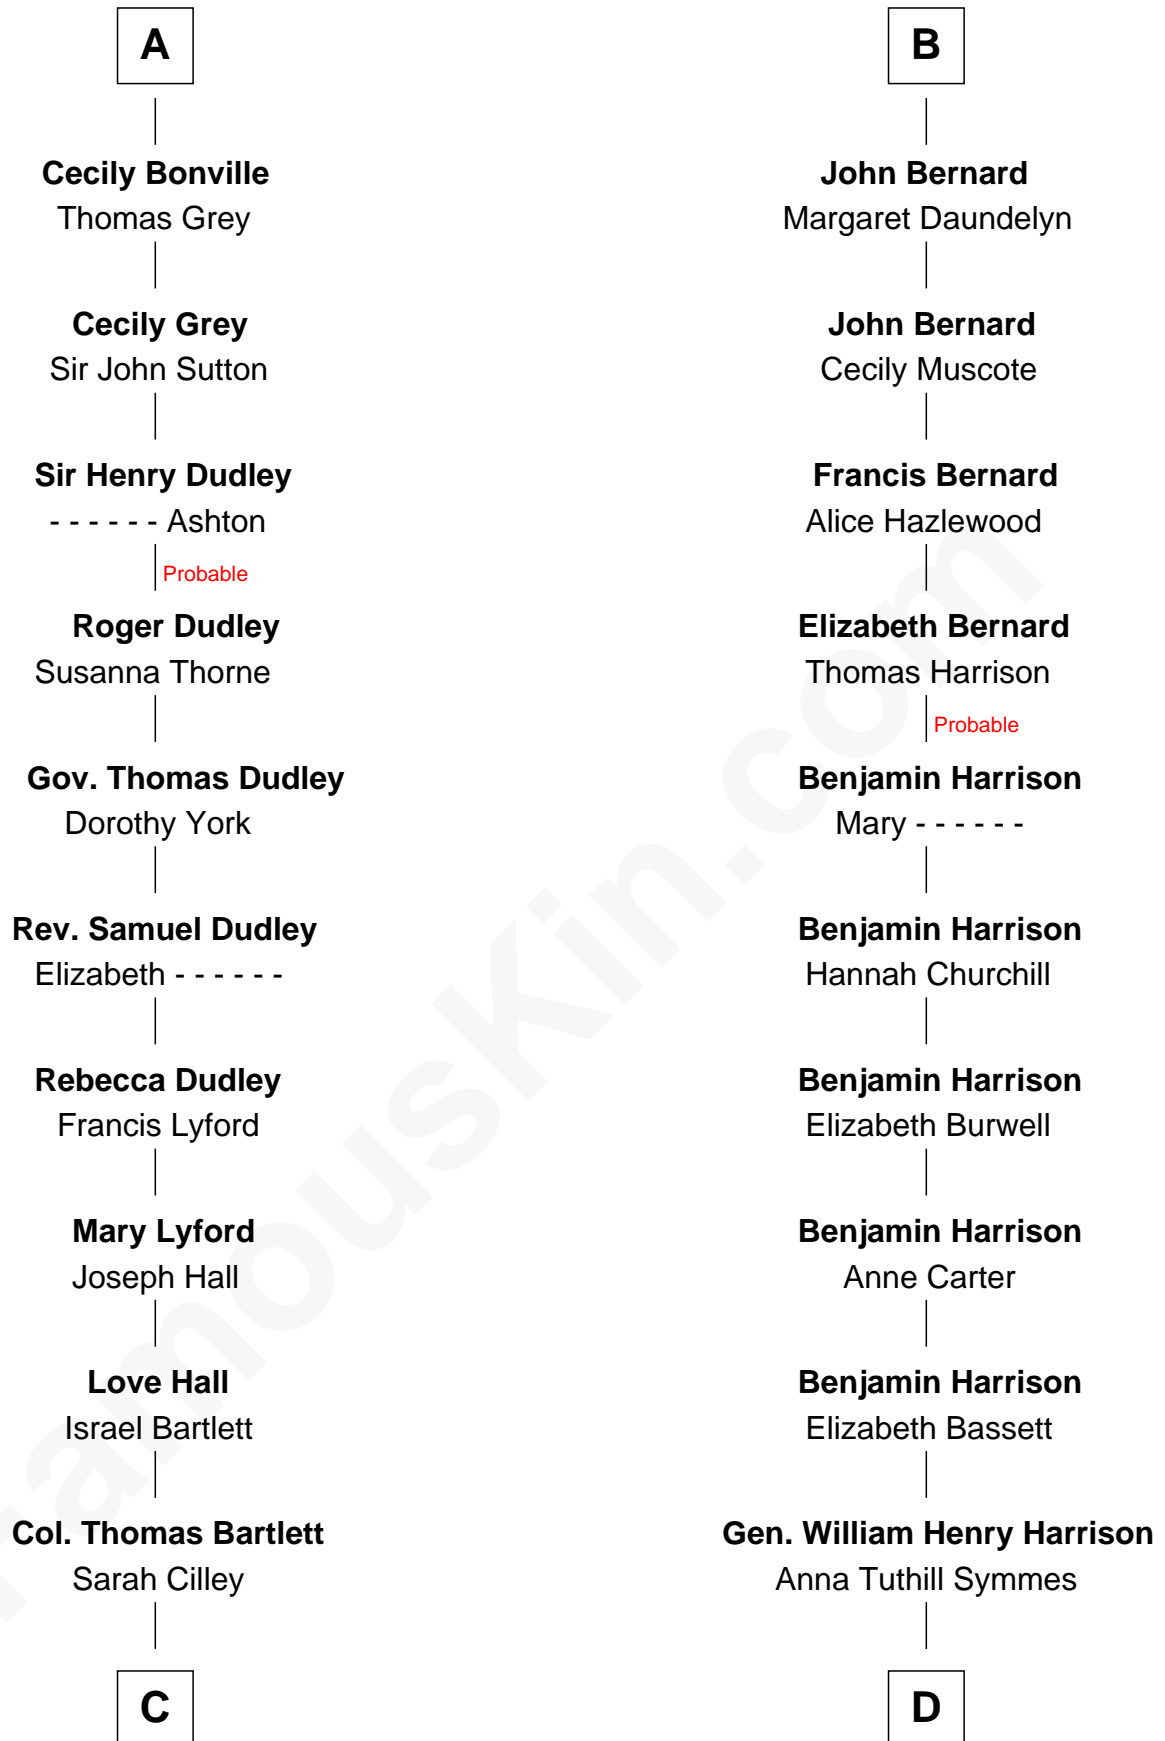 A
Cecily Bonville
Thomas Grey
Cecily Grey
Sir John Sutton
Sir Henry Dudley
- - - - - - Ashton
Probable
Roger Dudley
Susanna Thorne
Gov. Thomas Dudley
Dorothy York
Rev. Samuel Dudley
Elizabeth - - - - - -
Rebecca Dudley
Francis Lyford
Mary Lyford
Joseph Hall
Love Hall
Israel Bartlett
Col. Thomas Bartlett
Sarah Cilley
C
B
John Bernard
Margaret Daundelyn
John Bernard
Cecily Muscote
Francis Bernard
Alice Hazlewood
Elizabeth Bernard
Thomas Harrison
Probable
Benjamin Harrison
Mary - - - - - -
Benjamin Harrison
Hannah Churchill
Benjamin Harrison
Elizabeth Burwell
Benjamin Harrison
Anne Carter
Benjamin Harrison
Elizabeth Bassett
Gen. William Henry Harrison
Anna Tuthill Symmes
D
FamousKin.com